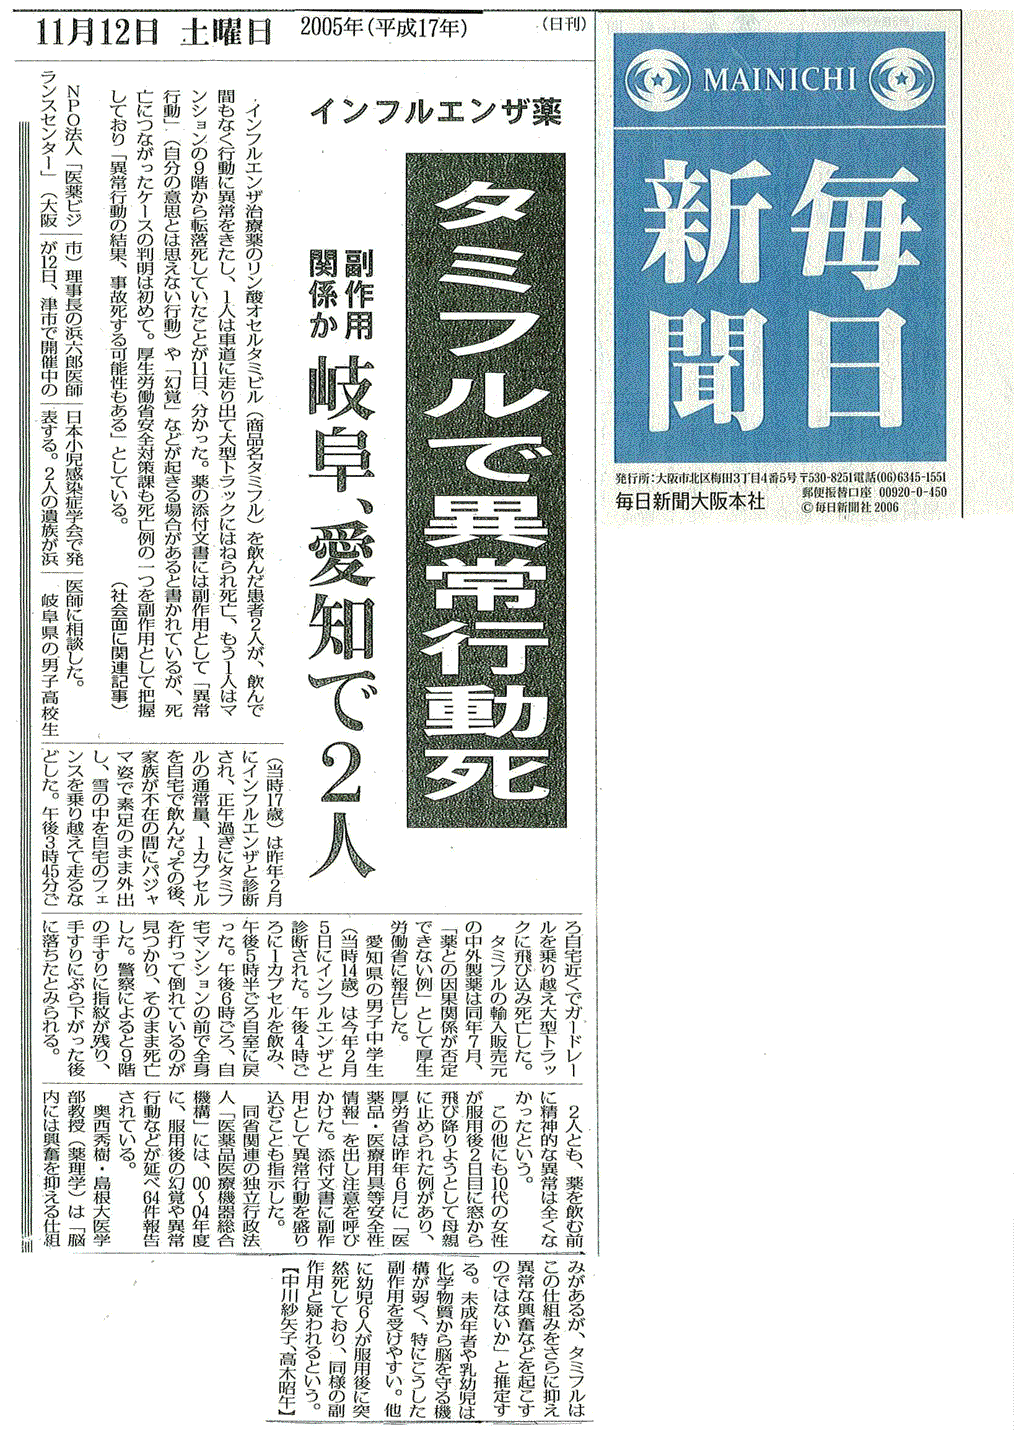 11月12日 土曜日
2005年(平成17年)
(日刊)
MAINICHI
毎日
新聞
発行所:大阪市北区梅田3丁目4番5号〒530-8251電話(06)6345-1551
郵便振替口座 00920-0-450
毎日新聞大阪本社
©毎日新聞社2006
インフルエンザ薬
タミフルで異常行動死
副作用
関係か
岐阜、愛知で2人
インフルエンザ治療薬のリン酸オセルタミビル(商品名タミフル)を飲んだ患者2人が、飲んで
間もなく行動に異常をきたし、1人は車道に走り出て大型トラックにはねられ死亡、もう1人はマ
ンションの9階から転落死していたことが11日、分かった。薬の添付文書には副作用として「異常
行動」(自分の意思とは思えない行動)や「幻覚」などが起きる場合があると書かれているが、死
亡につながったケースの判明は初めて。厚生労働省安全対策課も死亡例の一つを副作用として把握
しており「異常行動の結果、事故死する可能性もある」としている。
(社会面に関連記事)
NPO法人「医薬ビジ
ランスセンター」(大阪
市)理事長の浜六郎医師
が12日、津市で開催中の
日本小児感染症学会で発
表する。2人の遺族が浜
医師に相談した。
岐阜県の男子高校生
(当時17歳)は昨年2月
にインフルエンザと診断
され、正午過ぎにタミフ
ルの通常量、1カプセル
を自宅で飲んだ。その後、
家族が不在の間にパジャ
マ姿で素足のまま外出
し、雪の中を自宅のフェ
ンスを乗り越えて走るな
どした。午後3時45分ご
ろ自宅近くでガードレー
ルを乗り越え大型トラッ
クに飛び込み死亡した。
タミフルの輸入販売元
の中外製薬は同年7月、
「薬との因果関係が否定
できない例」として厚生
労働省に報告した。
愛知県の男子中学生
(当時14歳)は今年2月
5日にインフルエンザと
診断された。午後4時ご
ろに1カプセルを飲み、
午後5時半ごろ自室に戻
った。午後6時ごろ、自
宅マンションの前で全身
を打って倒れているのが
見つかり、そのまま死亡
した。警察によると9階
の手すりに指紋が残り、
手すりにぶら下がった後
に落ちたとみられる。
2人とも、薬を飲む前
に精神的な異常は全くな
かったという。
この他にも10代の女性
が服用後2日目に窓から
飛び降りようとして母親
に止められた例があり、
厚労省は昨年6月に「医
薬品・医療用具等安全性
情報」を出し注意を呼び
かけた。添付文書に副作
用として異常行動を盛り
込むことも指示した。
同省関連の独立行政法
人「医薬品医療機器総合
機構」には、00〜04年度
に、服用後の幻覚や異常
行動などが延べ64件報告
されている。
奥西秀樹・島根大医学
部教授(薬理学)は「脳
内には興奮を抑える仕組
みがあるが、タミフルは
この仕組みをさらに抑え
異常な興奮などを起こす
のではないか」と推定す
る。未成年者や乳幼児は
化学物質から脳を守る機
構が弱く、特にこうした
副作用を受けやすい。他
に幼児6人が服用後に突
然死しており、同様の副
作用と疑われるという。
【中川紗矢子、高木昭午】